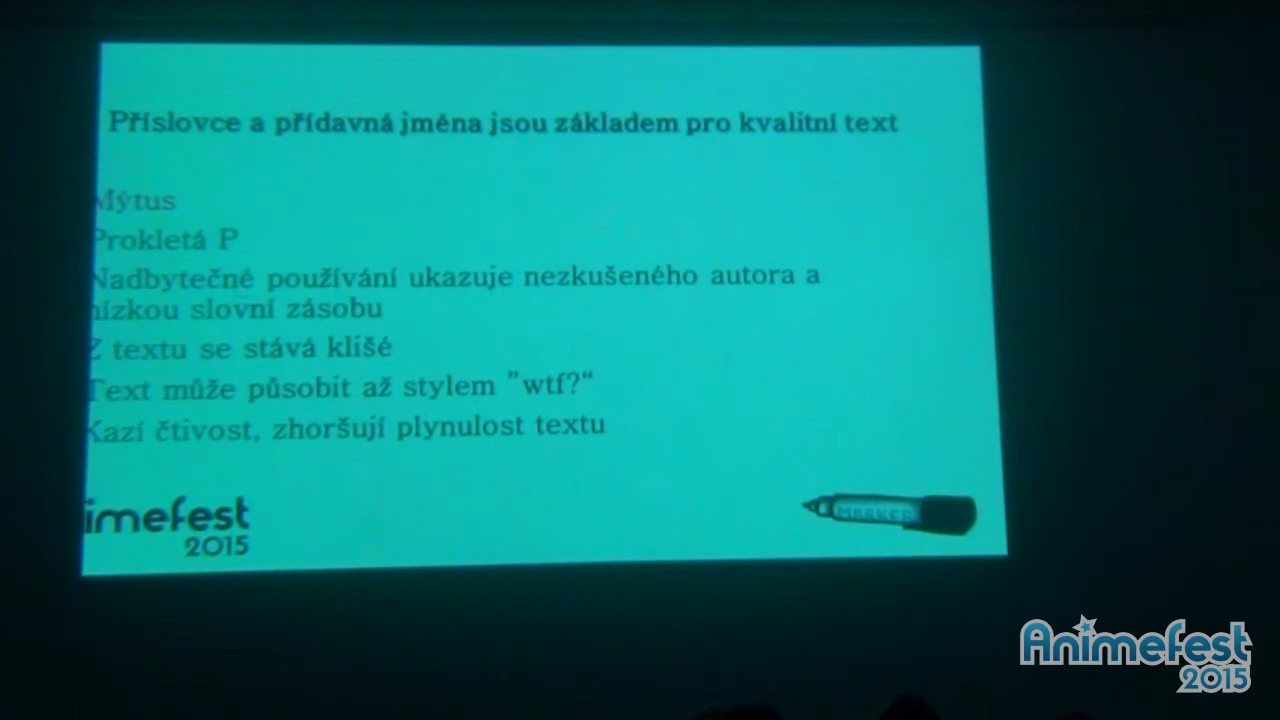 Příslovce a přídavná jména jsou základem pro kvalitní text
Mýtus
Prokletá P
Nadbytečné používání ukazuje nezkušeného autora a
nízkou slovní zásobu
Z textu se stává klišé
Text může působit až stylem ”wtf?“
Kazí čtivost, zhoršují plynulost textu
imefest
2015
MARKER
Animefest
2015